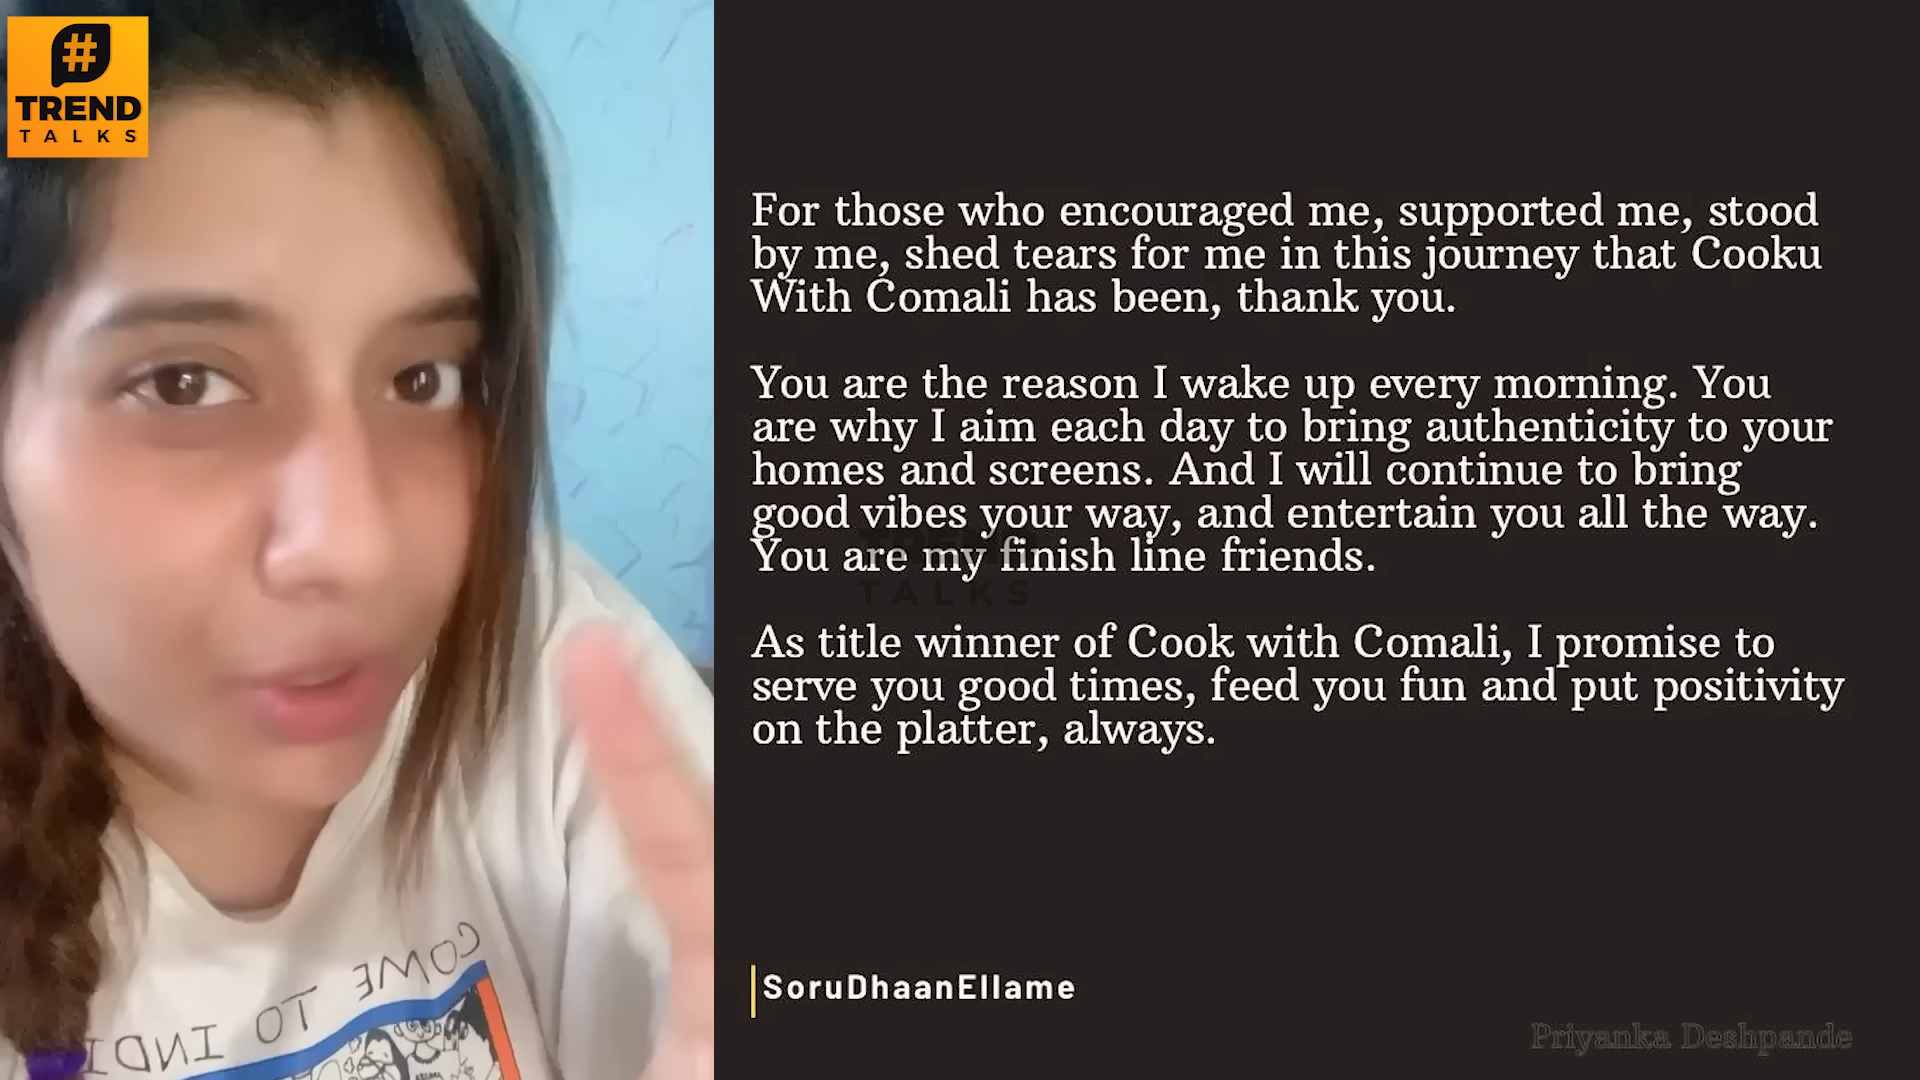 #
TREND
TALKS
For those who encouraged me, supported me, stood
by me, shed tears for me in this journey that Cooku
With Comali has been, thank you.
You are the reason I wake up every morning. You
are why I aim each day to bring authenticity to your
homes and screens. And I will continue to bring
good vibes your way, and entertain you all the way.
You are my finish line friends.
TREND
TALKS
As title winner of Cook with Comali, I promise to
serve you good times, feed you fun and put positivity
on the platter, always.
SoruDhaanEllame
Priyanka Deshpande
COME TO INDI